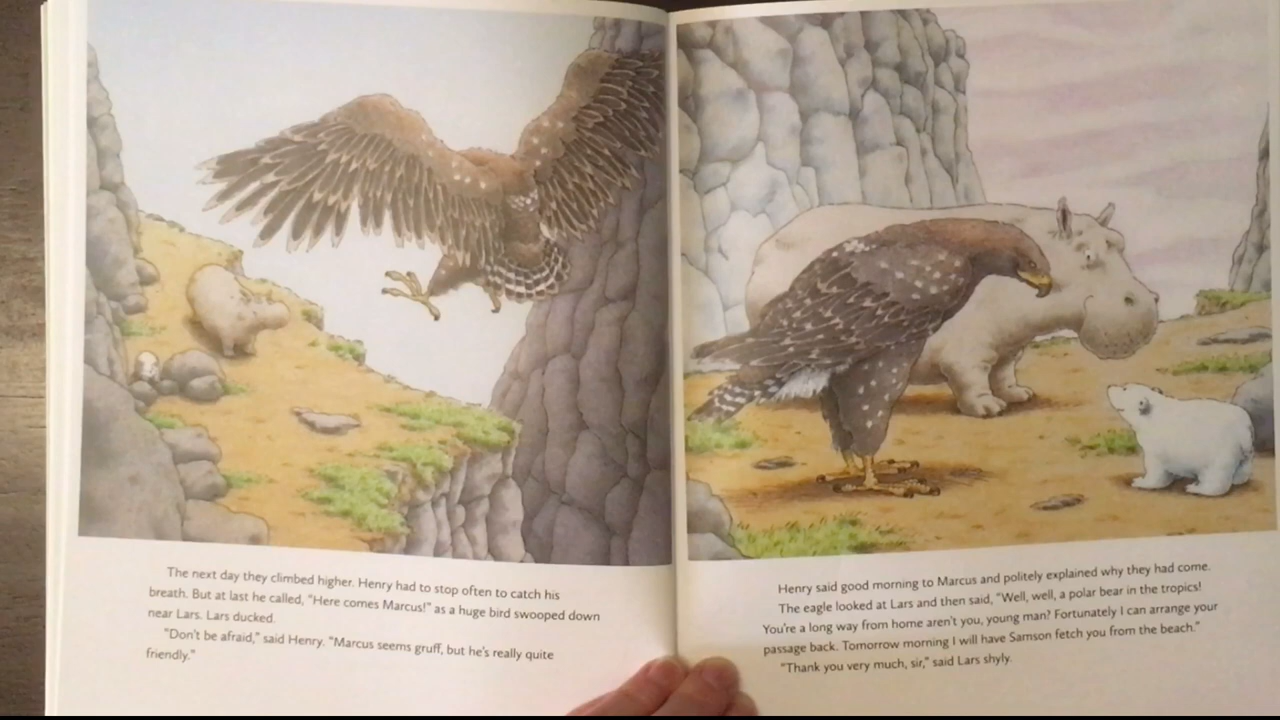 The next day they climbed higher. Henry had to stop often to catch his
breath. But at last he called, "Here comes Marcus!" as a huge bird swooped down
near Lars. Lars ducked.
"Don't be afraid," said Henry. "Marcus seems gruff, but he's really quite
friendly."
Henry said good morning to Marcus and politely explained why they had come.
The eagle looked at Lars and then said, "Well, well, a polar bear in the tropics!
You're a long way from home aren't you, young man? Fortunately I can arrange your
passage back. Tomorrow morning I will have Samson fetch you from the beach."
"Thank you very much, sir," said Lars shyly.